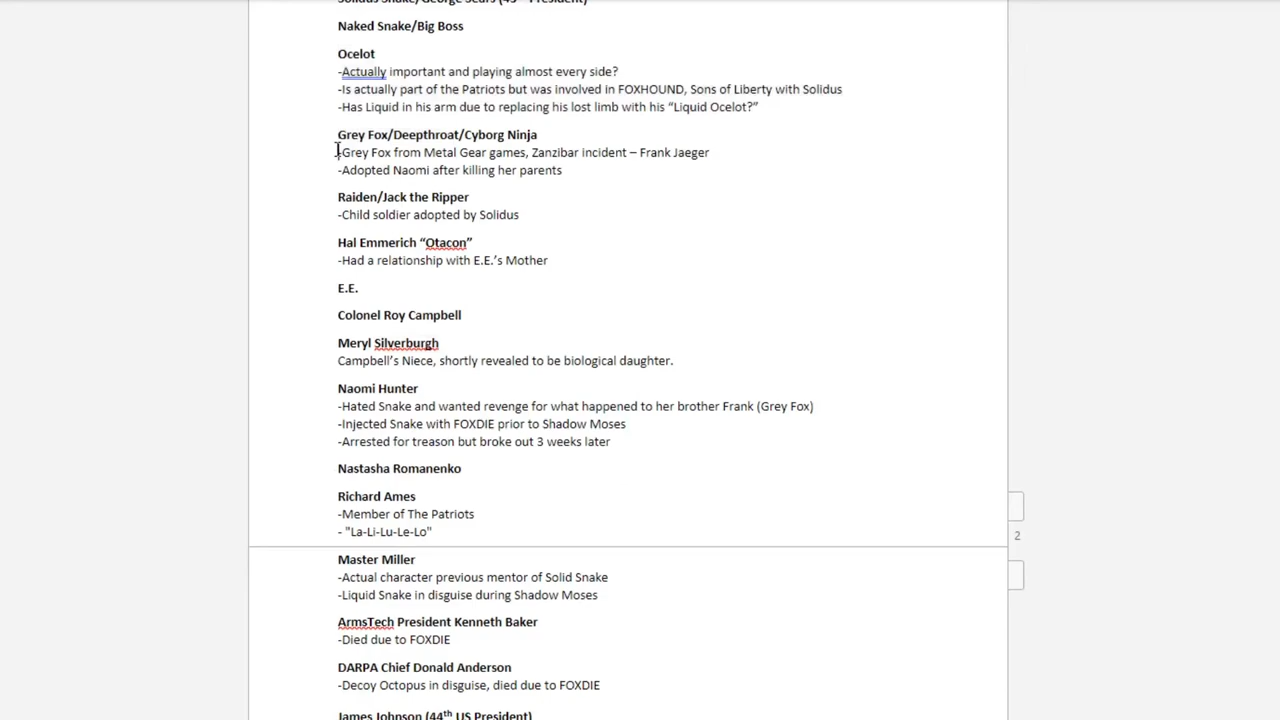 Solidus Snake/George Sears (43rd President)
Naked Snake/Big Boss
Ocelot
-Actually important and playing almost every side?
-Is actually part of the Patriots but was involved in FOXHOUND, Sons of Liberty with Solidus
-Has Liquid in his arm due to replacing his lost limb with his “Liquid Ocelot?”
Grey Fox/Deepthroat/Cyborg Ninja
-Grey Fox from Metal Gear games, Zanzibar incident – Frank Jaeger
-Adopted Naomi after killing her parents
Raiden/Jack the Ripper
-Child soldier adopted by Solidus
Hal Emmerich “Otacon”
-Had a relationship with E.E.’s Mother
E.E.
Colonel Roy Campbell
Meryl Silverburgh
Campbell’s Niece, shortly revealed to be biological daughter.
Naomi Hunter
-Hated Snake and wanted revenge for what happened to her brother Frank (Grey Fox)
-Injected Snake with FOXDIE prior to Shadow Moses
-Arrested for treason but broke out 3 weeks later
Nastasha Romanenko
Richard Ames
-Member of The Patriots
- "La-Li-Lu-Le-Lo"
2
Master Miller
-Actual character previous mentor of Solid Snake
-Liquid Snake in disguise during Shadow Moses
ArmsTech President Kenneth Baker
-Died due to FOXDIE
DARPA Chief Donald Anderson
-Decoy Octopus in disguise, died due to FOXDIE
James Johnson (44th US President)